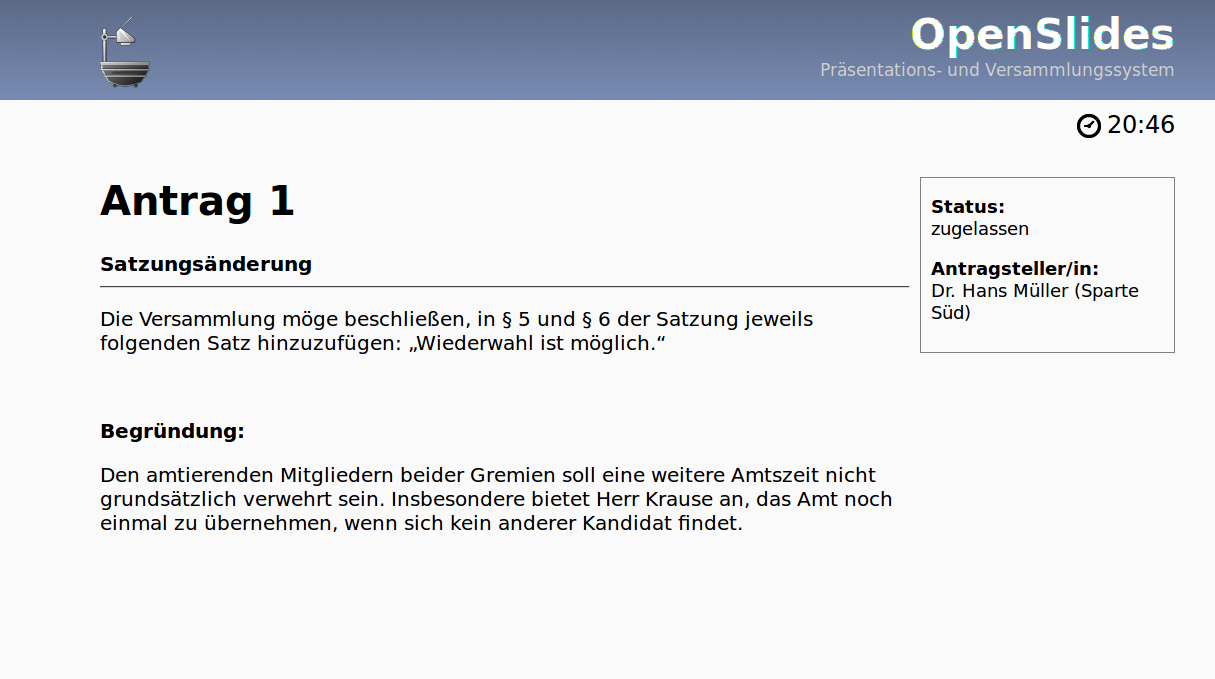 OpenSlides
Präsentations- und Versammlungssystem
20:46
Antrag 1
Satzungsänderung
Die Versammlung möge beschließen, in § 5 und § 6 der Satzung jeweils
folgenden Satz hinzuzufügen: „Wiederwahl ist möglich.“
Begründung:
Den amtierenden Mitgliedern beider Gremien soll eine weitere Amtszeit nicht
grundsätzlich verwehrt sein. Insbesondere bietet Herr Krause an, das Amt noch
einmal zu übernehmen, wenn sich kein anderer Kandidat findet.
Status:
zugelassen
Antragsteller/in:
Dr. Hans Müller (Sparte
Süd)